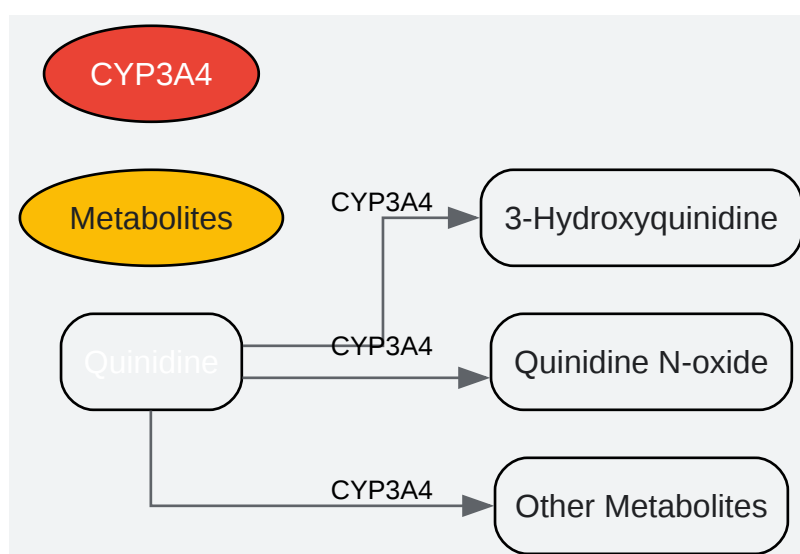 CYP3A4
Metabolites
CYP3A4
3-Hydroxyquinidine
Quinidine
CYP3A4
Quinidine N-oxide
CYP3A4
Other Metabolites